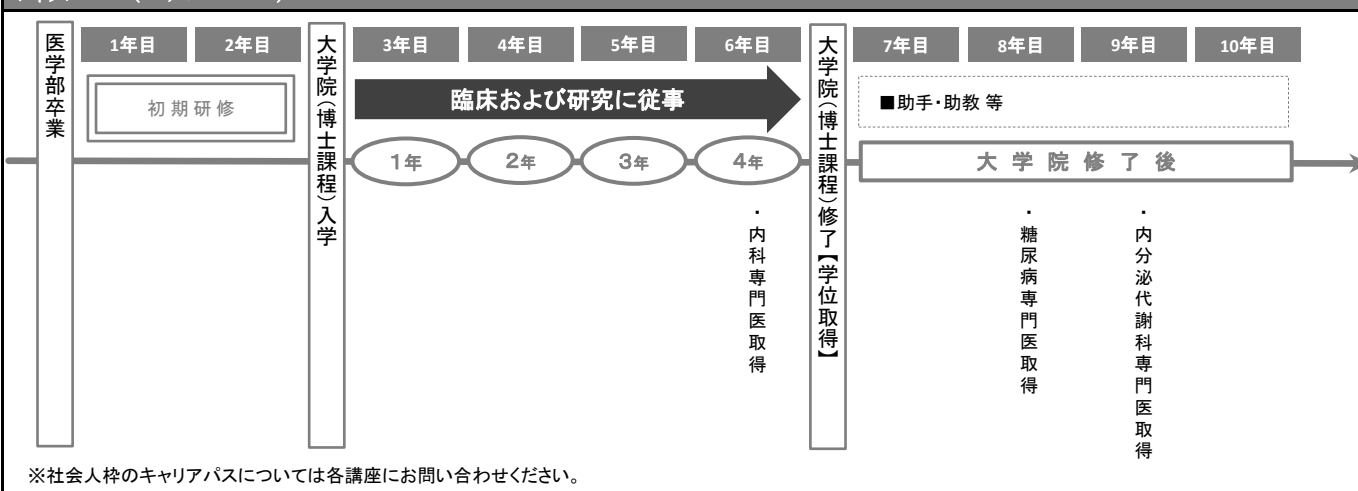 医学部卒業
1年目
2年目
初期研修
大学院(博士課程)入学
3年目
4年目
5年目
6年目
臨床および研究に従事
1年
2年
3年
4年
・内科専門医取得
大学院(博士課程)修了【学位取得】
7年目
8年目
9年目
10年目
■助手・助教 等
大学院修了後
・糖尿病専門医取得
・内分泌代謝科専門医取得
※社会人枠のキャリアパスについては各講座にお問い合わせください。